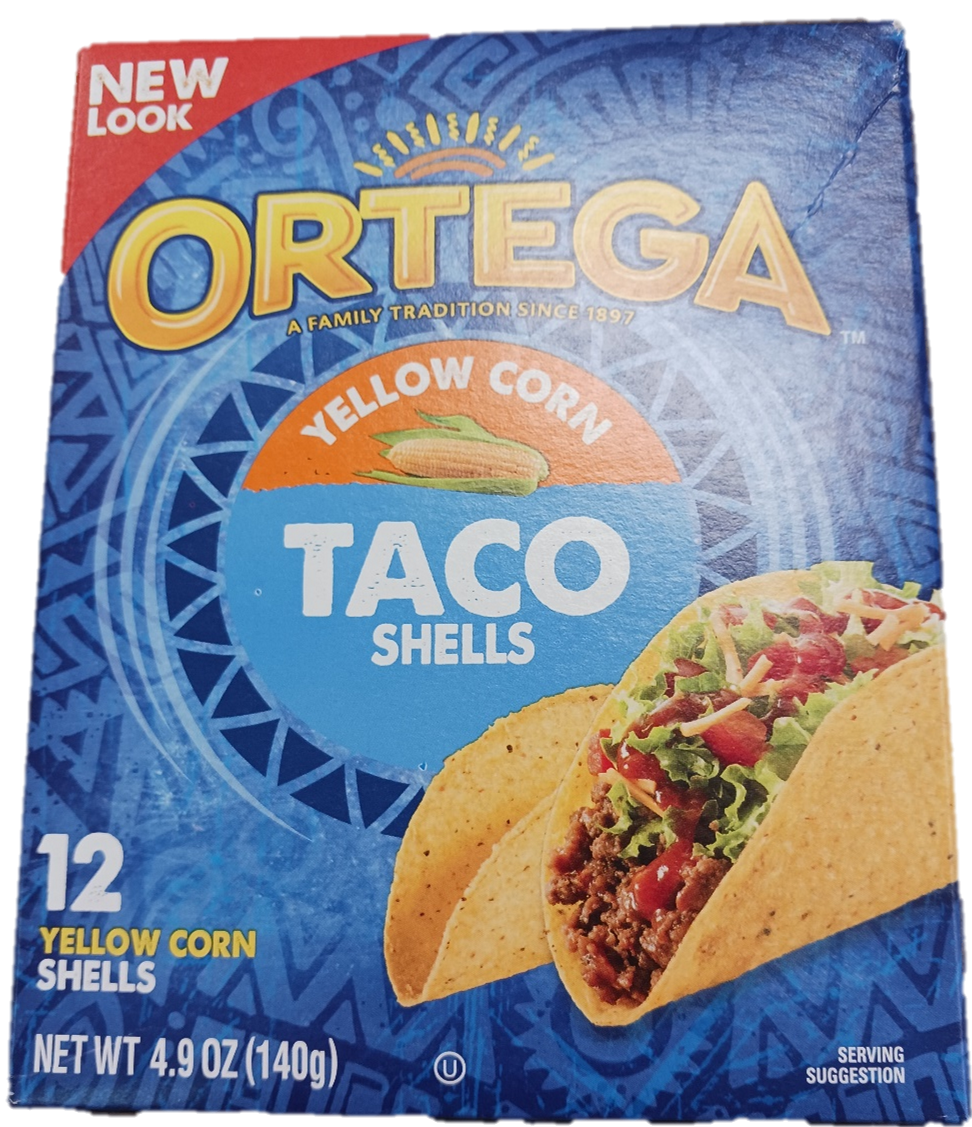 NEW
LOOK
ORTEGA
A FAMILY TRADITION SINCE 1897
TM
YELLOW CORN
TACO
SHELLS
12
YELLOW CORN
SHELLS
NET WT 4.9 OZ (140g)
U
SERVING
SUGGESTION